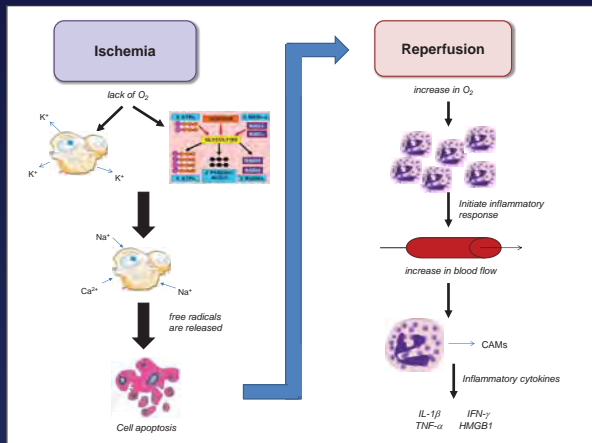 Ischemia
lack of O₂
K⁺
K⁺
K⁺
GLYCOLYSIS
Na⁺
Ca²⁺
Na⁺
free radicals
are released
Cell apoptosis
Reperfusion
increase in O₂
Initiate inflammatory
response
increase in blood flow
CAMs
Inflammatory cytokines
IL-1β IFN-γ
TNF-α HMGB1